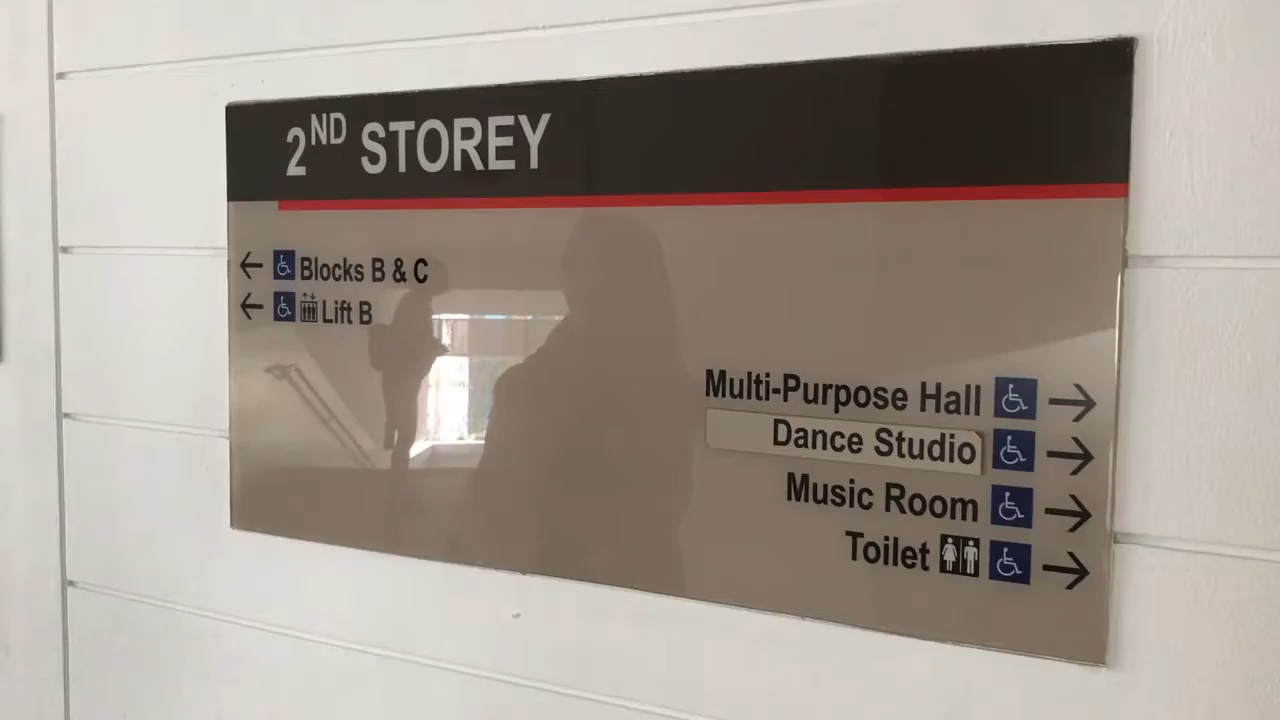 2ND STOREY
Blocks B & C
Lift B
Multi-Purpose Hall
Dance Studio
Music Room
Toilet